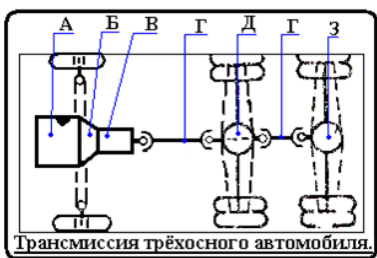 А Б В Г Д Г З
Трансмиссия трёхосного автомобиля.